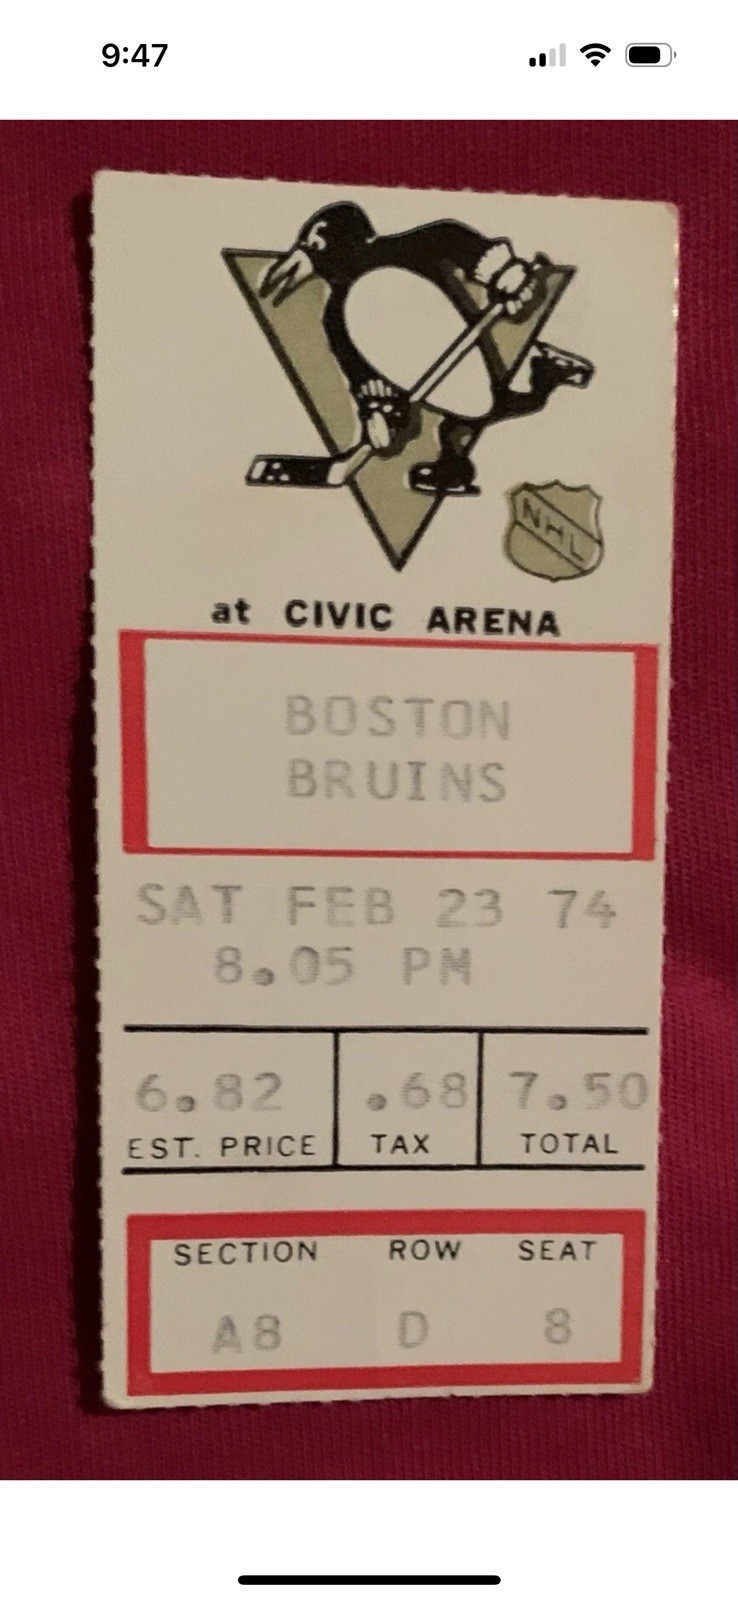 9:47
NHL
at CIVIC ARENA
BOSTON
BRUINS
SAT FEB 23 74
8.05 PM
6.82 .68 7.50
EST. PRICE TAX TOTAL
SECTION ROW SEAT
A8 D 8